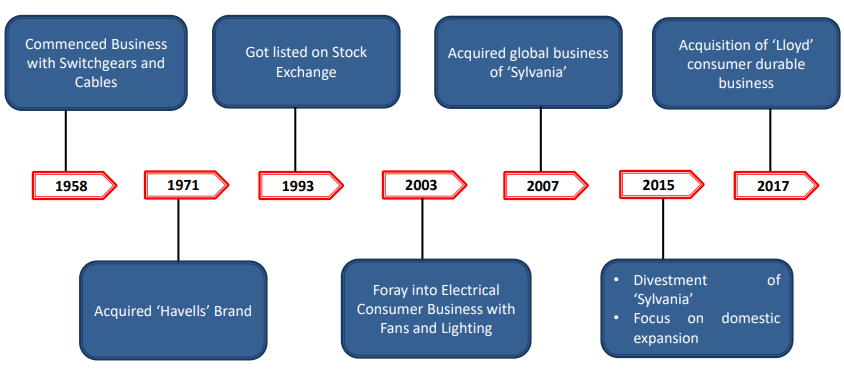 Commenced Business
with Switchgears and
Cables
Got listed on Stock
Exchange
Acquired global business
of ‘Sylvania’
Acquisition of ‘Lloyd’
consumer durable
business
1958
1971
1993
2003
2007
2015
2017
Acquired ‘Havells’ Brand
Foray into Electrical
Consumer Business with
Fans and Lighting
• Divestment of
‘Sylvania’
• Focus on domestic
expansion